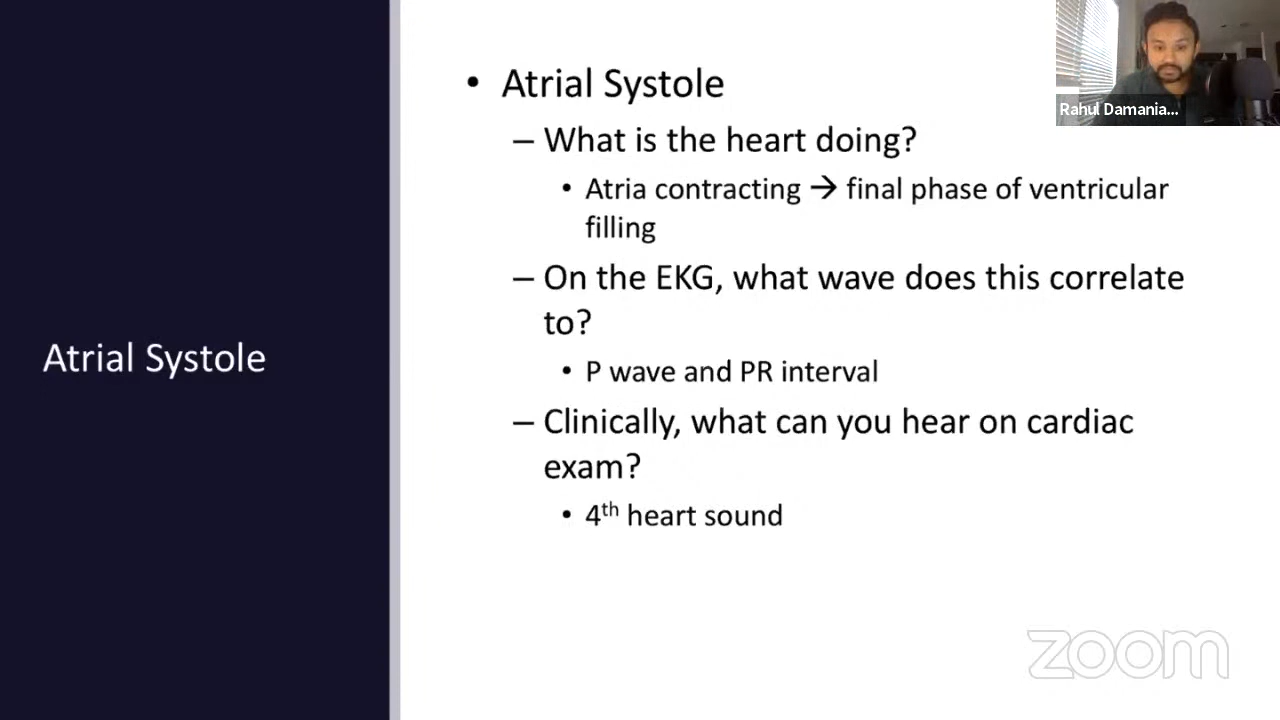 • Atrial Systole
– What is the heart doing?
• Atria contracting → final phase of ventricular
filling
– On the EKG, what wave does this correlate
to?
• P wave and PR interval
– Clinically, what can you hear on cardiac
exam?
• 4th heart sound
Atrial Systole
Rahul Damania...
zoom